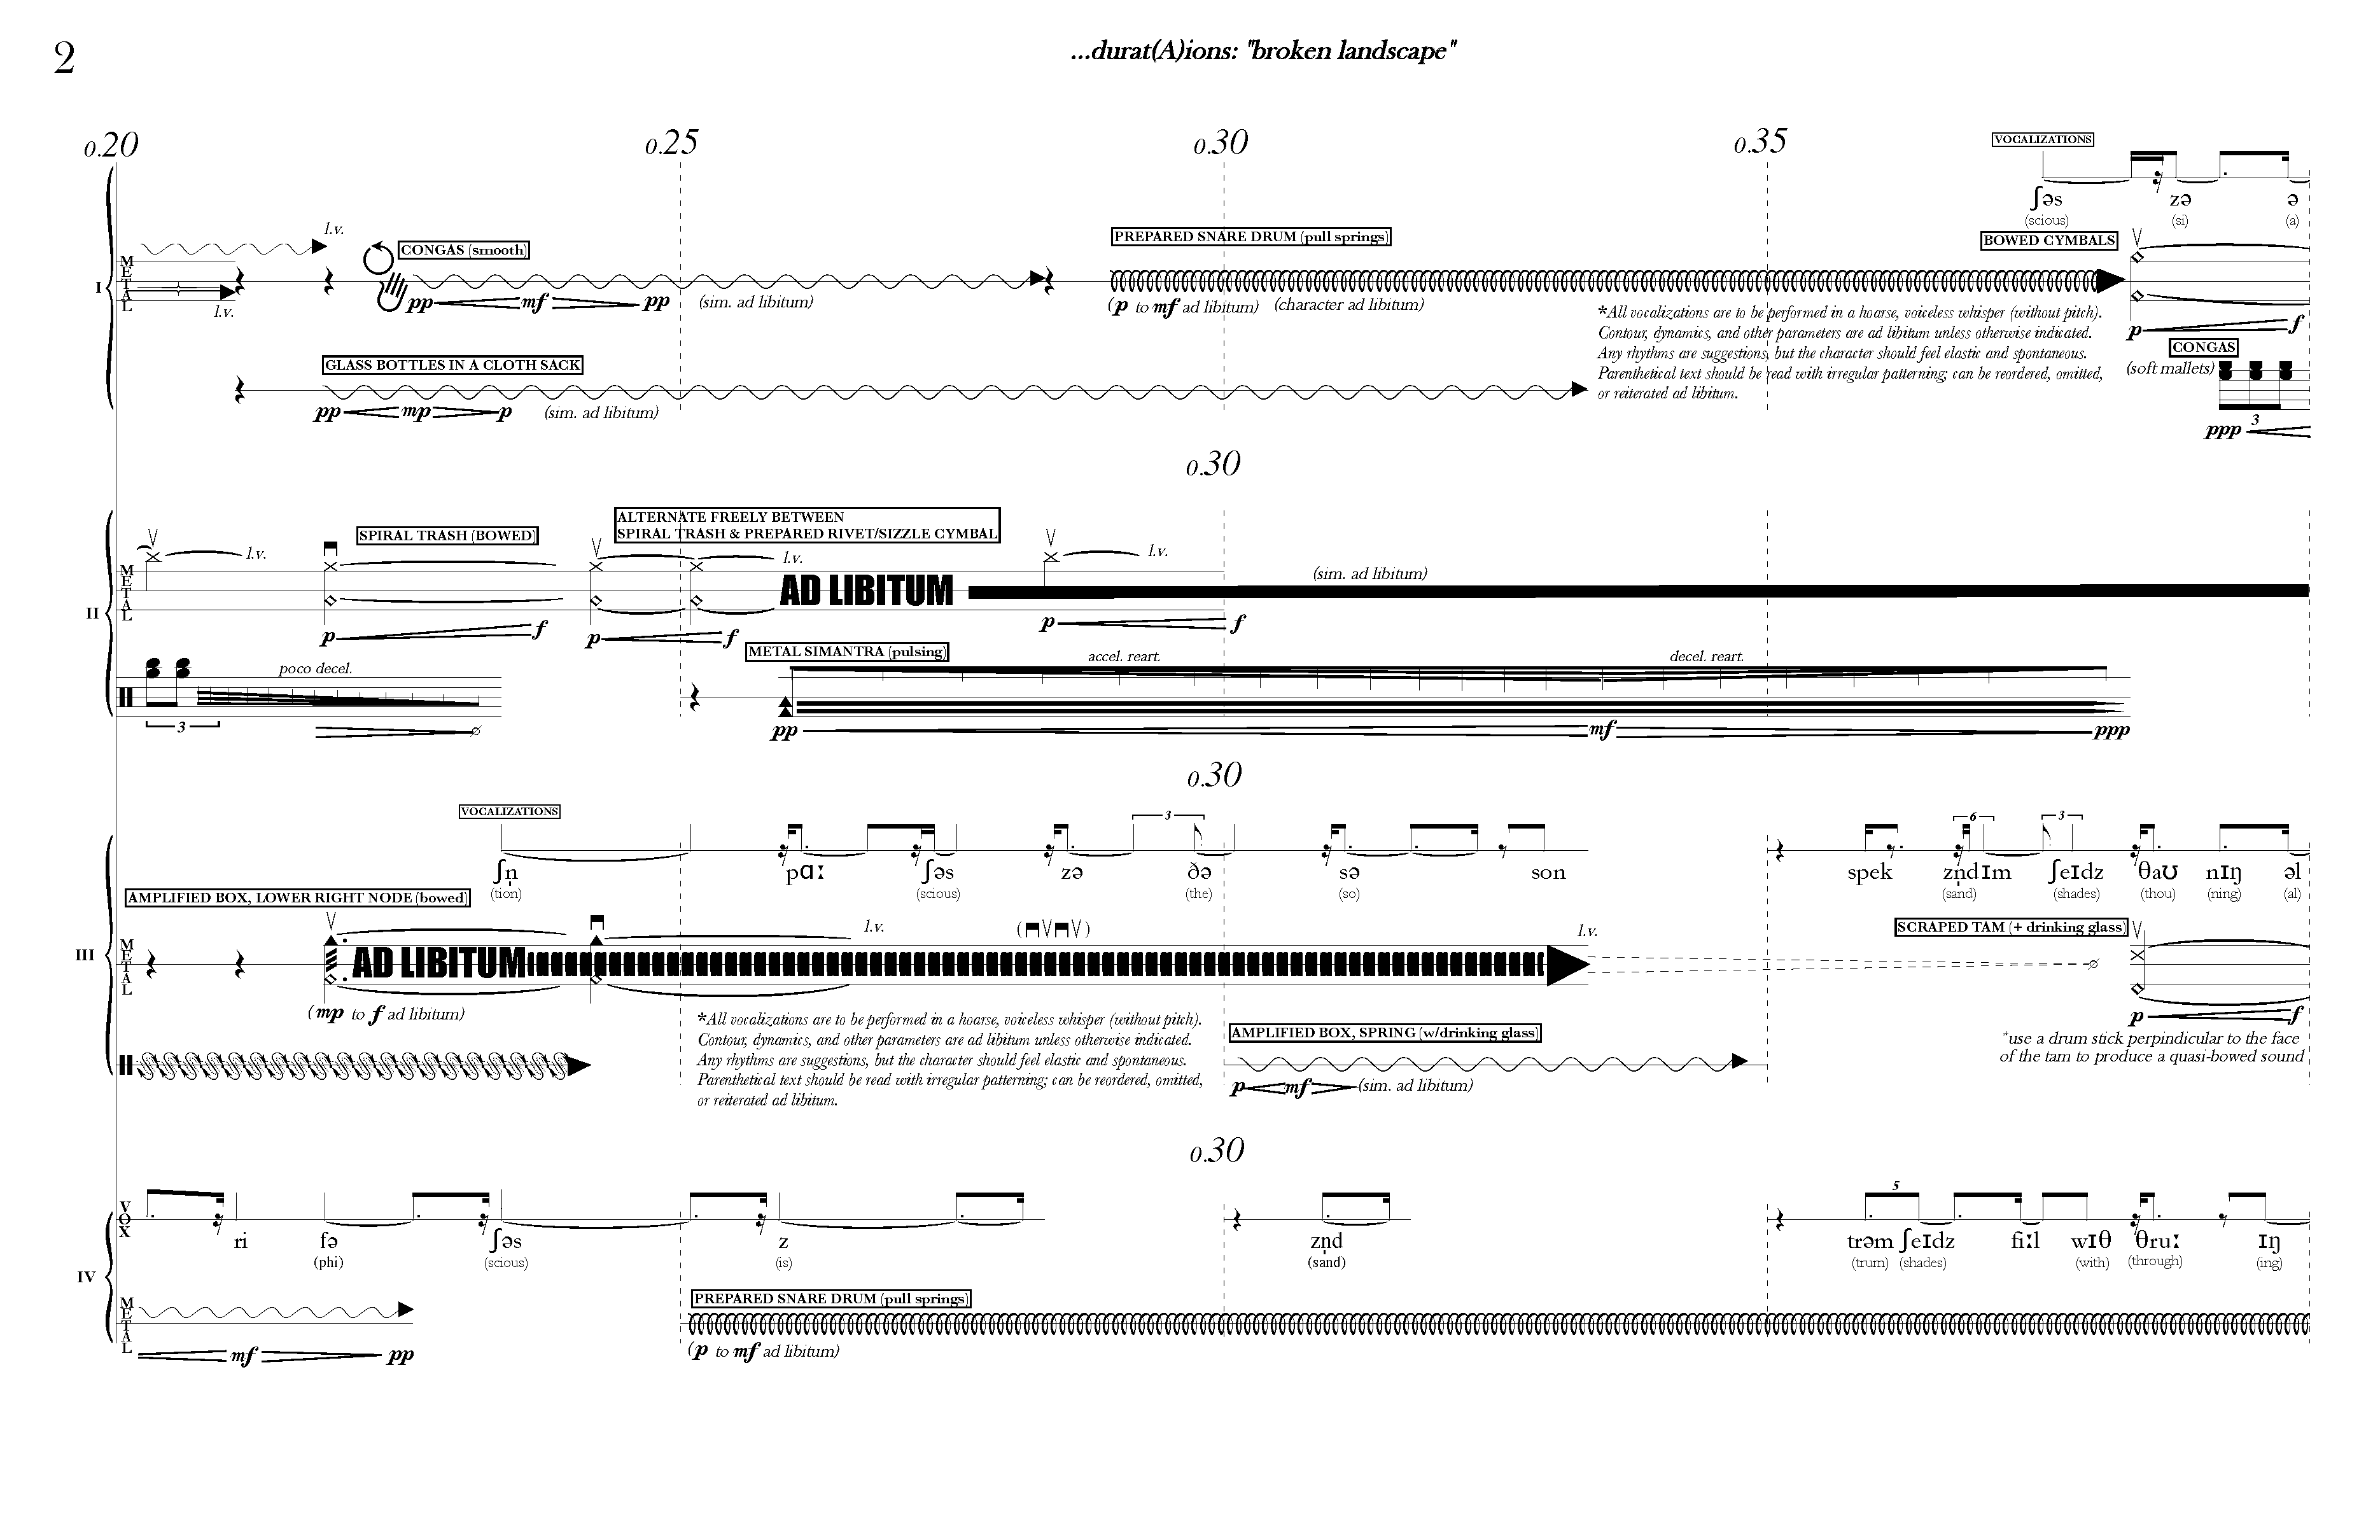 2
...durat(A)ions: "broken landscape"
0.20
0.25
0.30
0.35
VOCALIZATIONS
ʃəs zə ə
(scious) (si) (a)
I
METAL
l.v.
l.v.
CONGAS (smooth)
pp mf pp (sim. ad libitum)
PREPARED SNARE DRUM (pull springs)
(p to mf ad libitum) (character ad libitum)
BOWED CYMBALS
p f
*All vocalizations are to be performed in a hoarse, voiceless whisper (without pitch).
Contour, dynamics, and other parameters are ad libitum unless otherwise indicated.
Any rhythms are suggestions, but the character should feel elastic and spontaneous.
Parenthetical text should be read with irregular patterning; can be reordered, omitted,
or reiterated ad libitum.
CONGAS
(soft mallets)
3
ppp
GLASS BOTTLES IN A CLOTH SACK
pp mp p (sim. ad libitum)
0.30
II
METAL
l.v.
SPIRAL TRASH (BOWED)
p f
ALTERNATE FREELY BETWEEN
SPIRAL TRASH & PREPARED RIVET/SIZZLE CYMBAL
l.v.
p f
AD LIBITUM
l.v.
p f
(sim. ad libitum)
poco decel.
3
METAL SIMANTRA (pulsing)
accel. reart.
decel. reart.
pp mf ppp
0.30
III
VOCALIZATIONS
3 6 3
ʃn̩ pɑː ʃəs zə ðə sə son spek zn̩dɪm ʃeɪdz θaʊ nɪŋ əl
(tion) (scious) (the) (so) (sand) (shades) (thou) (ning) (al)
AMPLIFIED BOX, LOWER RIGHT NODE (bowed)
METAL
AD LIBITUM
l.v.
l.v.
(mp to f ad libitum)
SCRAPED TAM (+ drinking glass)
p f
*use a drum stick perpindicular to the face
of the tam to produce a quasi-bowed sound
*All vocalizations are to be performed in a hoarse, voiceless whisper (without pitch).
Contour, dynamics, and other parameters are ad libitum unless otherwise indicated.
Any rhythms are suggestions, but the character should feel elastic and spontaneous.
Parenthetical text should be read with irregular patterning; can be reordered, omitted,
or reiterated ad libitum.
AMPLIFIED BOX, SPRING (w/drinking glass)
p mf (sim. ad libitum)
0.30
IV
VOX
5
ri fə ʃəs z zn̩d trəm ʃeɪdz fiːl wɪθ θruː ɪŋ
(phi) (scious) (is) (sand) (trum) (shades) (with) (through) (ing)
METAL
mf pp
PREPARED SNARE DRUM (pull springs)
(p to mf ad libitum)